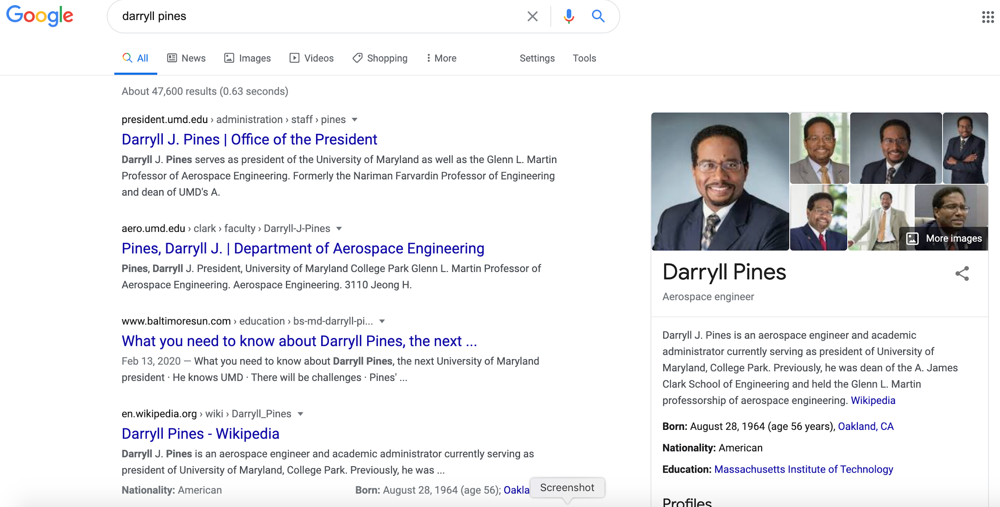 Google
darryll pines
All News Images Videos Shopping More Settings Tools
About 47,600 results (0.63 seconds)
president.umd.edu › administration › staff › pines
Darryll J. Pines | Office of the President
Darryll J. Pines serves as president of the University of Maryland as well as the Glenn L. Martin
Professor of Aerospace Engineering. Formerly the Nariman Farvardin Professor of Engineering
and dean of UMD's A.
aero.umd.edu › clark › faculty › Darryll-J-Pines
Pines, Darryll J. | Department of Aerospace Engineering
Pines, Darryll J. President, University of Maryland College Park Glenn L. Martin Professor of
Aerospace Engineering. Aerospace Engineering. 3110 Jeong H.
www.baltimoresun.com › education › bs-md-darryll-pi...
What you need to know about Darryll Pines, the next ...
Feb 13, 2020 — What you need to know about Darryll Pines, the next University of Maryland
president · He knows UMD · There will be challenges · Pines' ...
en.wikipedia.org › wiki › Darryll_Pines
Darryll Pines - Wikipedia
Darryll J. Pines is an aerospace engineer and academic administrator currently serving as
president of University of Maryland, College Park. Previously, he was ...
Nationality: American Born: August 28, 1964 (age 56); Oakla
Screenshot
More images
Darryll Pines
Aerospace engineer
Darryll J. Pines is an aerospace engineer and academic
administrator currently serving as president of University of
Maryland, College Park. Previously, he was dean of the A. James
Clark School of Engineering and held the Glenn L. Martin
professorship of aerospace engineering. Wikipedia
Born: August 28, 1964 (age 56 years), Oakland, CA
Nationality: American
Education: Massachusetts Institute of Technology
Profiles